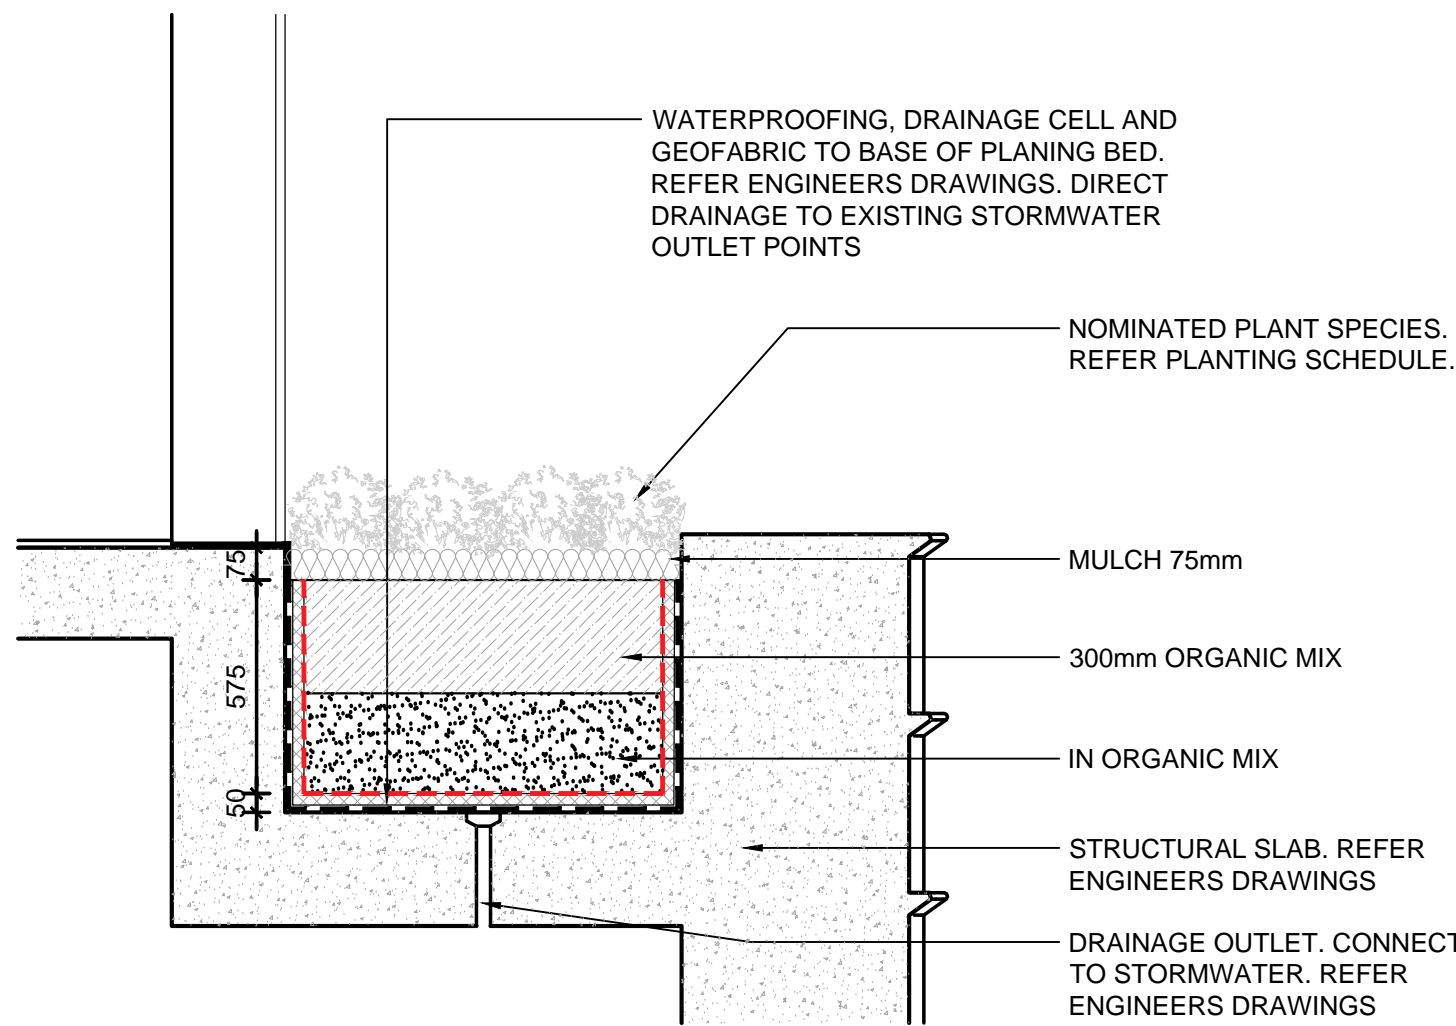 WATERPROOFING, DRAINAGE CELL AND
GEOFABRIC TO BASE OF PLANING BED.
REFER ENGINEERS DRAWINGS. DIRECT
DRAINAGE TO EXISTING STORMWATER
OUTLET POINTS
NOMINATED PLANT SPECIES.
REFER PLANTING SCHEDULE.
75
MULCH 75mm
575
300mm ORGANIC MIX
IN ORGANIC MIX
50
STRUCTURAL SLAB. REFER
ENGINEERS DRAWINGS
DRAINAGE OUTLET. CONNECT
TO STORMWATER. REFER
ENGINEERS DRAWINGS